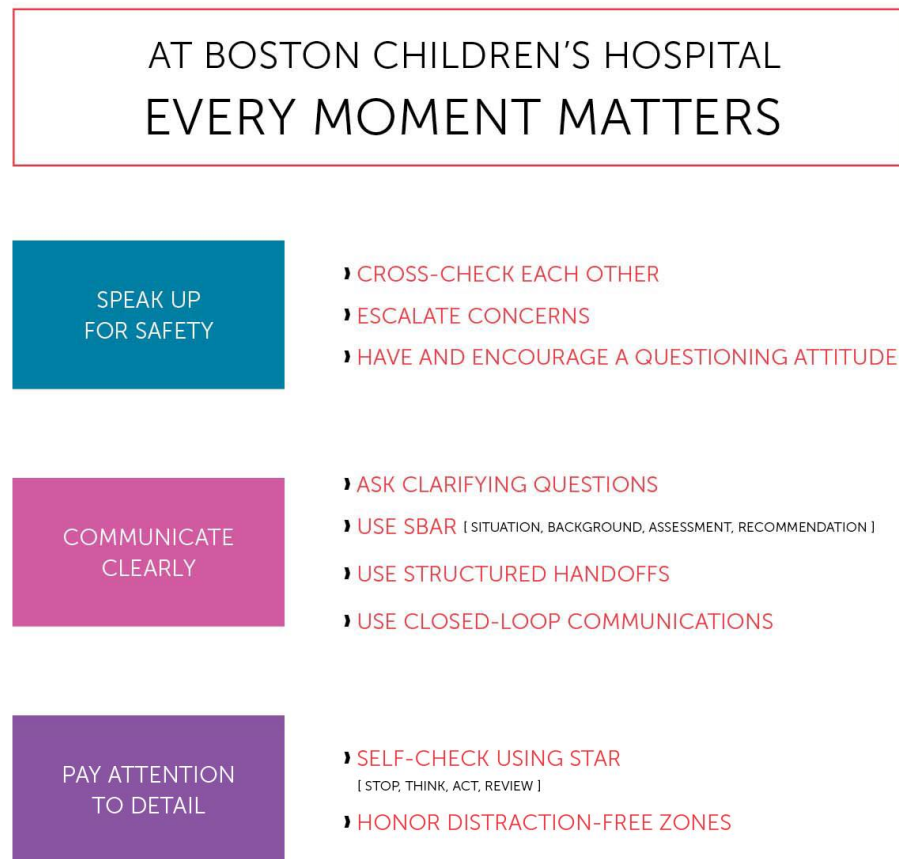 AT BOSTON CHILDREN'S HOSPITAL
EVERY MOMENT MATTERS
SPEAK UP
FOR SAFETY
CROSS-CHECK EACH OTHER
ESCALATE CONCERNS
HAVE AND ENCOURAGE A QUESTIONING ATTITUDE
COMMUNICATE
CLEARLY
ASK CLARIFYING QUESTIONS
USE SBAR [ SITUATION, BACKGROUND, ASSESSMENT, RECOMMENDATION ]
USE STRUCTURED HANDOFFS
USE CLOSED-LOOP COMMUNICATIONS
PAY ATTENTION
TO DETAIL
SELF-CHECK USING STAR
[ STOP, THINK, ACT, REVIEW ]
HONOR DISTRACTION-FREE ZONES